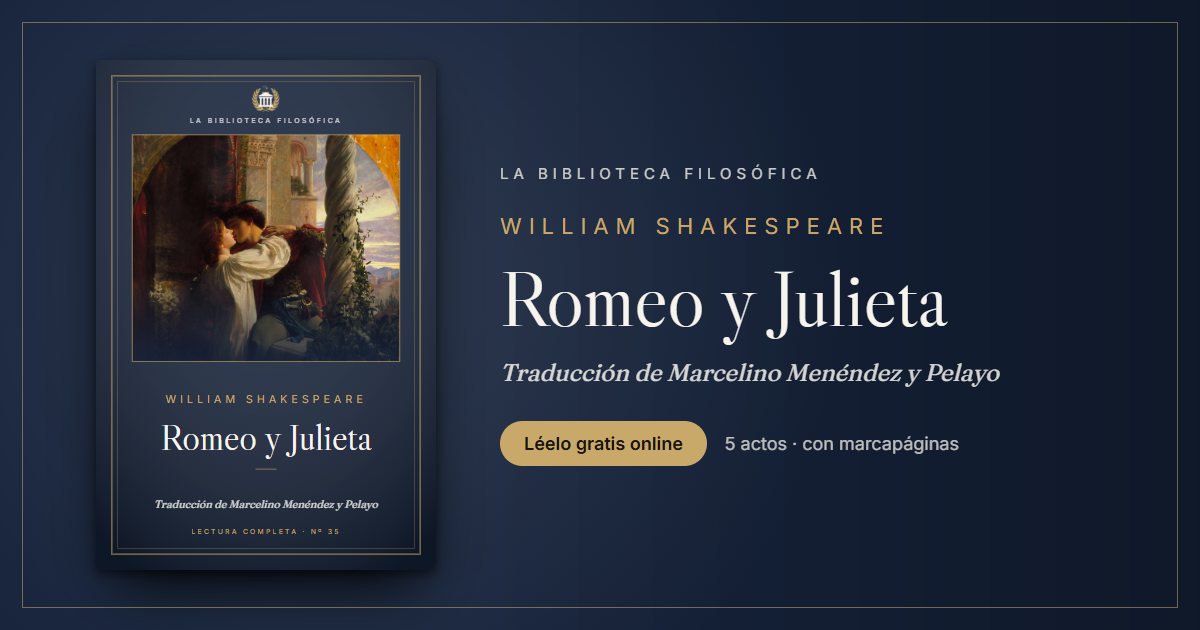 LA BIBLIOTECA FILOSÓFICA
WILLIAM SHAKESPEARE
Romeo y Julieta
Traducción de Marcelino Menéndez y Pelayo
LECTURA COMPLETA · Nº 35
LA BIBLIOTECA FILOSÓFICA
WILLIAM SHAKESPEARE
Romeo y Julieta
Traducción de Marcelino Menéndez y Pelayo
Léelo gratis online
5 actos · con marcapáginas